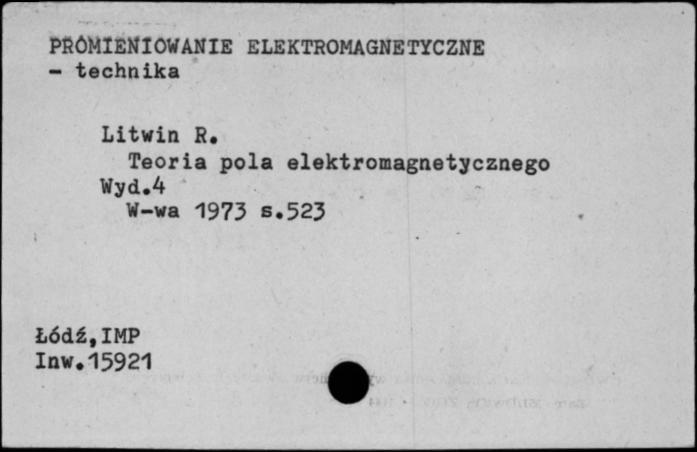 PROMIENIOWANIE ELEKTROMAGNETYCZNE
- technika
Litwin R.
Teoria pola elektromagnetycznego
Wyd.4
W-wa 1973 s.523
Łódź,IMP
Inw.15921